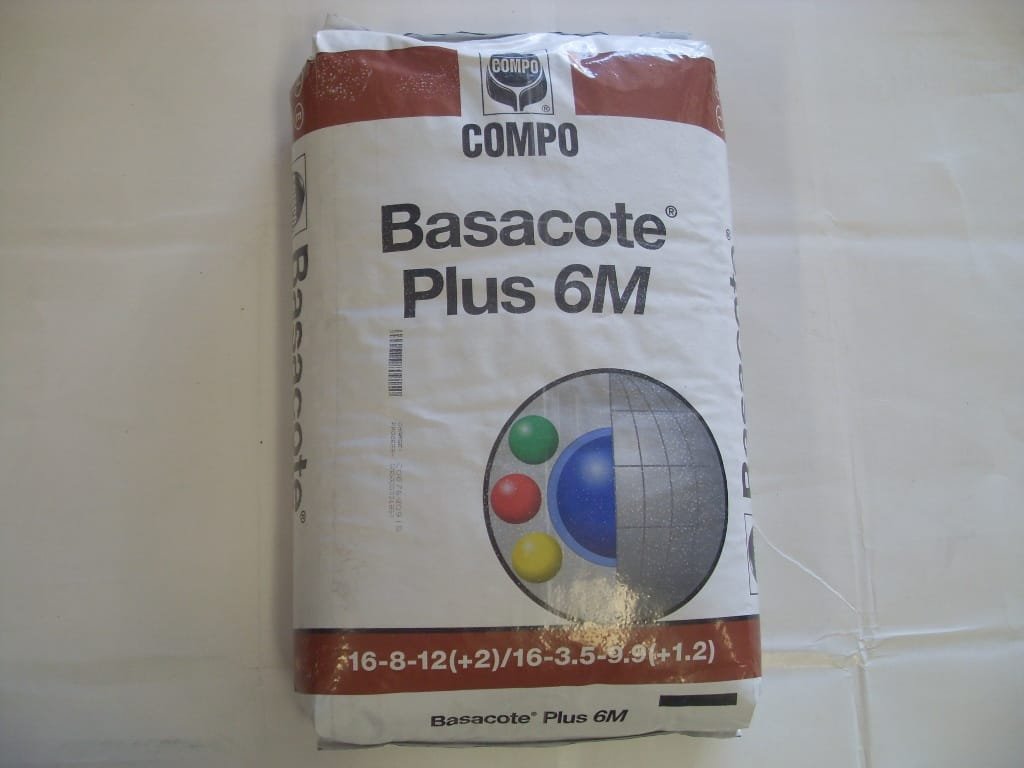 COMPO
®
COMPO
Basacote®
Plus 6M
Basacote®
16-8-12(+2)/16-3.5-9.9(+1.2)
Basacote® Plus 6M